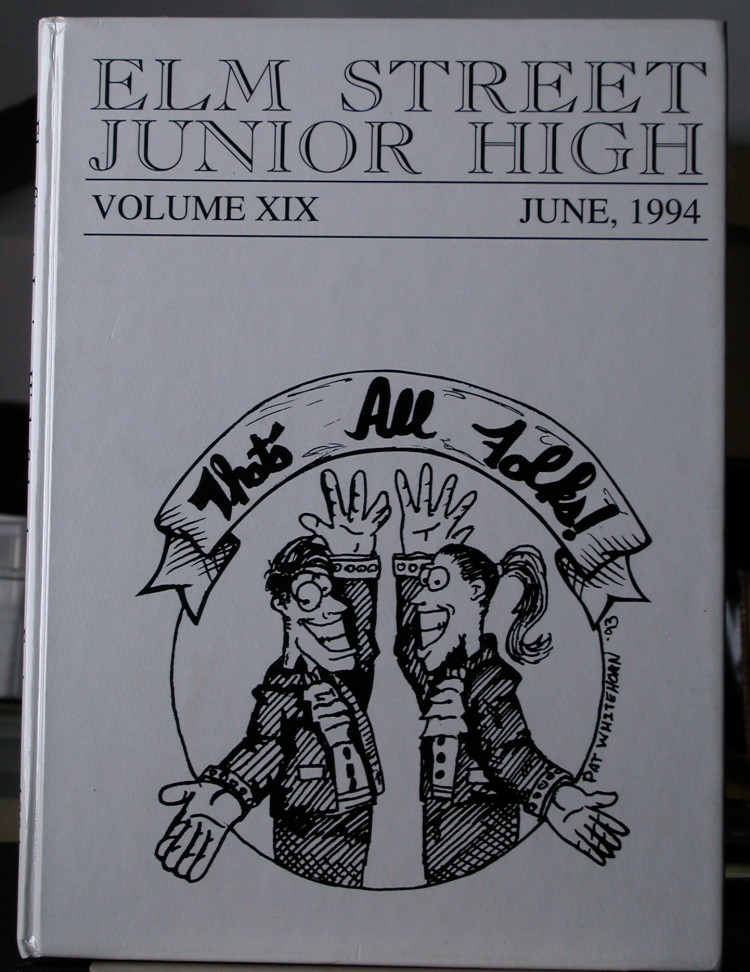 ELM STREET
JUNIOR HIGH
VOLUME XIX JUNE, 1994
That's All Folks!
PAT WHITEHORN .93